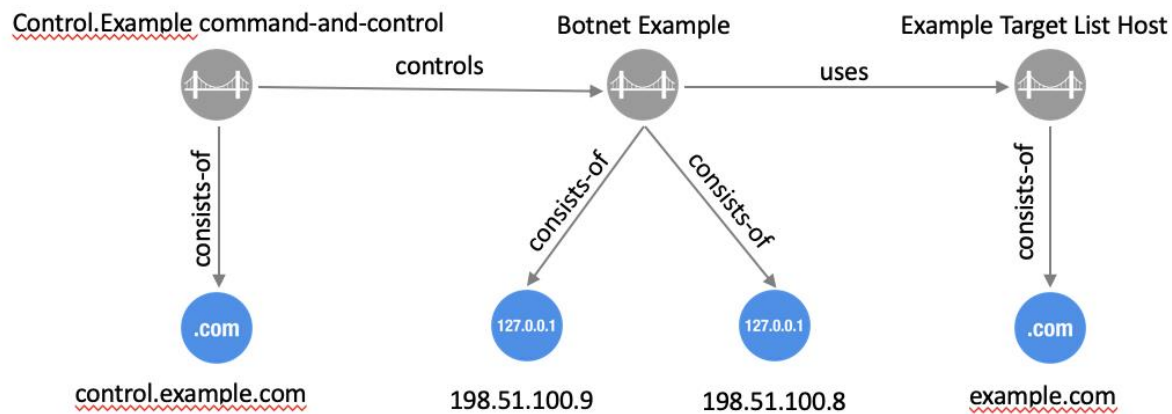 Control.Example command-and-control
Botnet Example
Example Target List Host
controls
uses
consists-of
consists-of
consists-of
consists-of
.com
127.0.0.1
127.0.0.1
.com
control.example.com
198.51.100.9
198.51.100.8
example.com